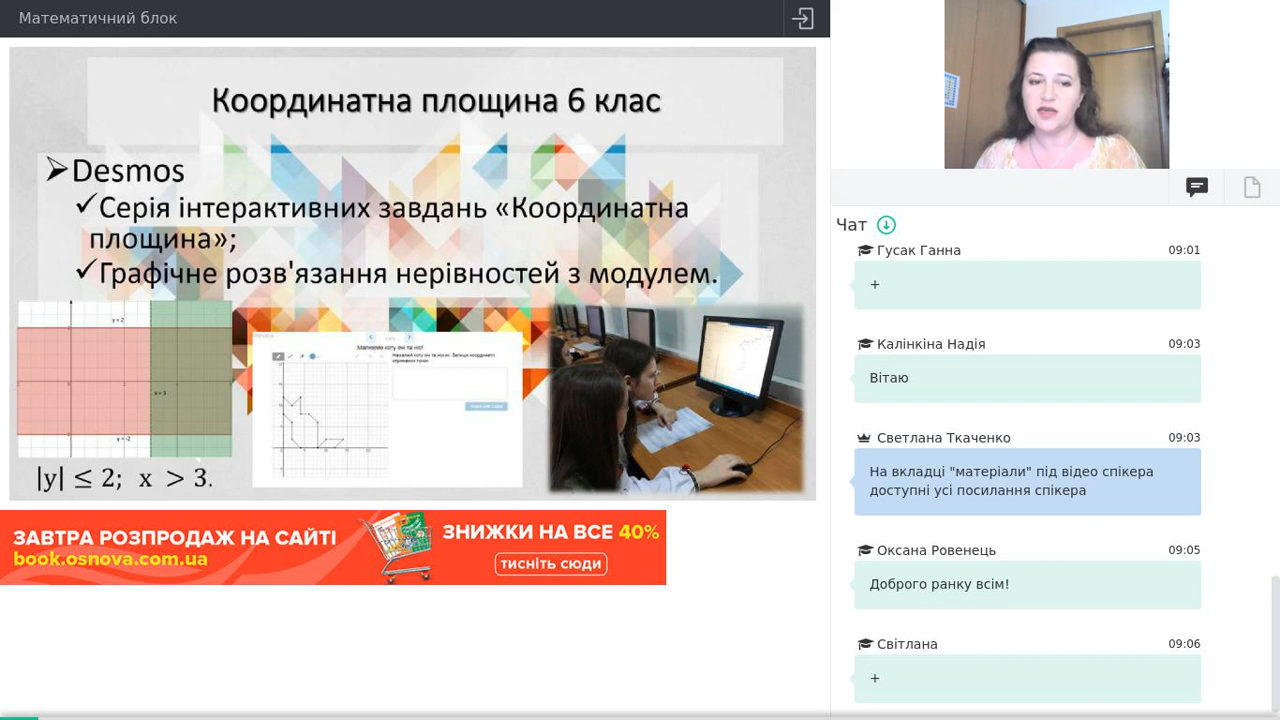 Математичний блок
Координатна площина 6 клас
Desmos
Серія інтерактивних завдань «Координатна
площина»;
Графічне розв'язання нерівностей з модулем.
y = 2
x = 3
y = -2
|y| ≤ 2; x > 3.
ЗАВТРА РОЗПРОДАЖ НА САЙТІ
book.osnova.com.ua
ЗНИЖКИ НА ВСЕ 40%
тисніть сюди
Чат
Гусак Ганна 09:01
+
Калінкіна Надія 09:03
Вітаю
Светлана Ткаченко 09:03
На вкладці "матеріали" під відео спікера
доступні усі посилання спікера
Оксана Ровенець 09:05
Доброго ранку всім!
Світлана 09:06
+